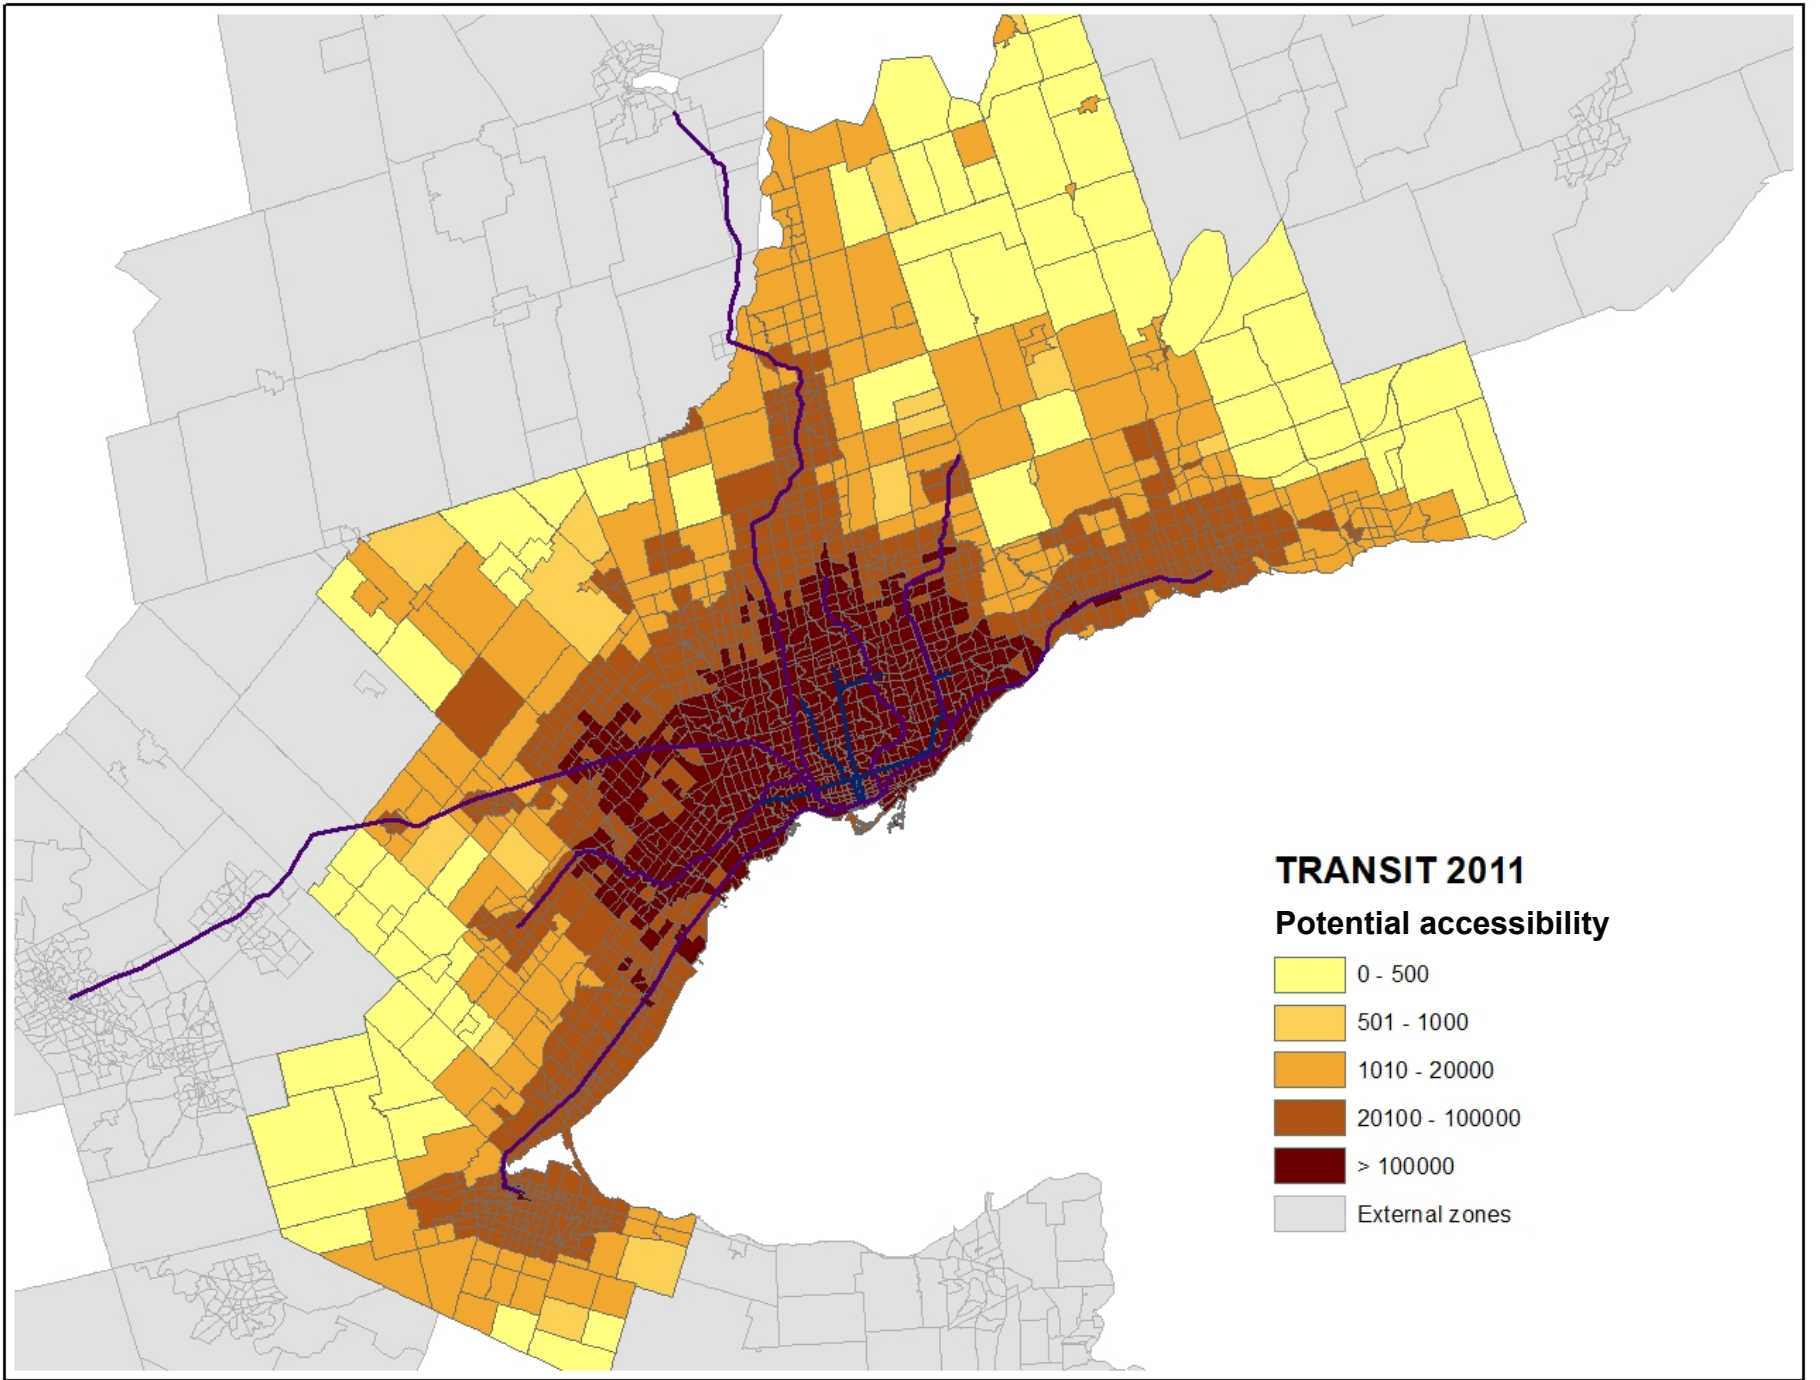 TRANSIT 2011
Potential accessibility
0 - 500
501 - 1000
1010 - 20000
20100 - 100000
> 100000
External zones